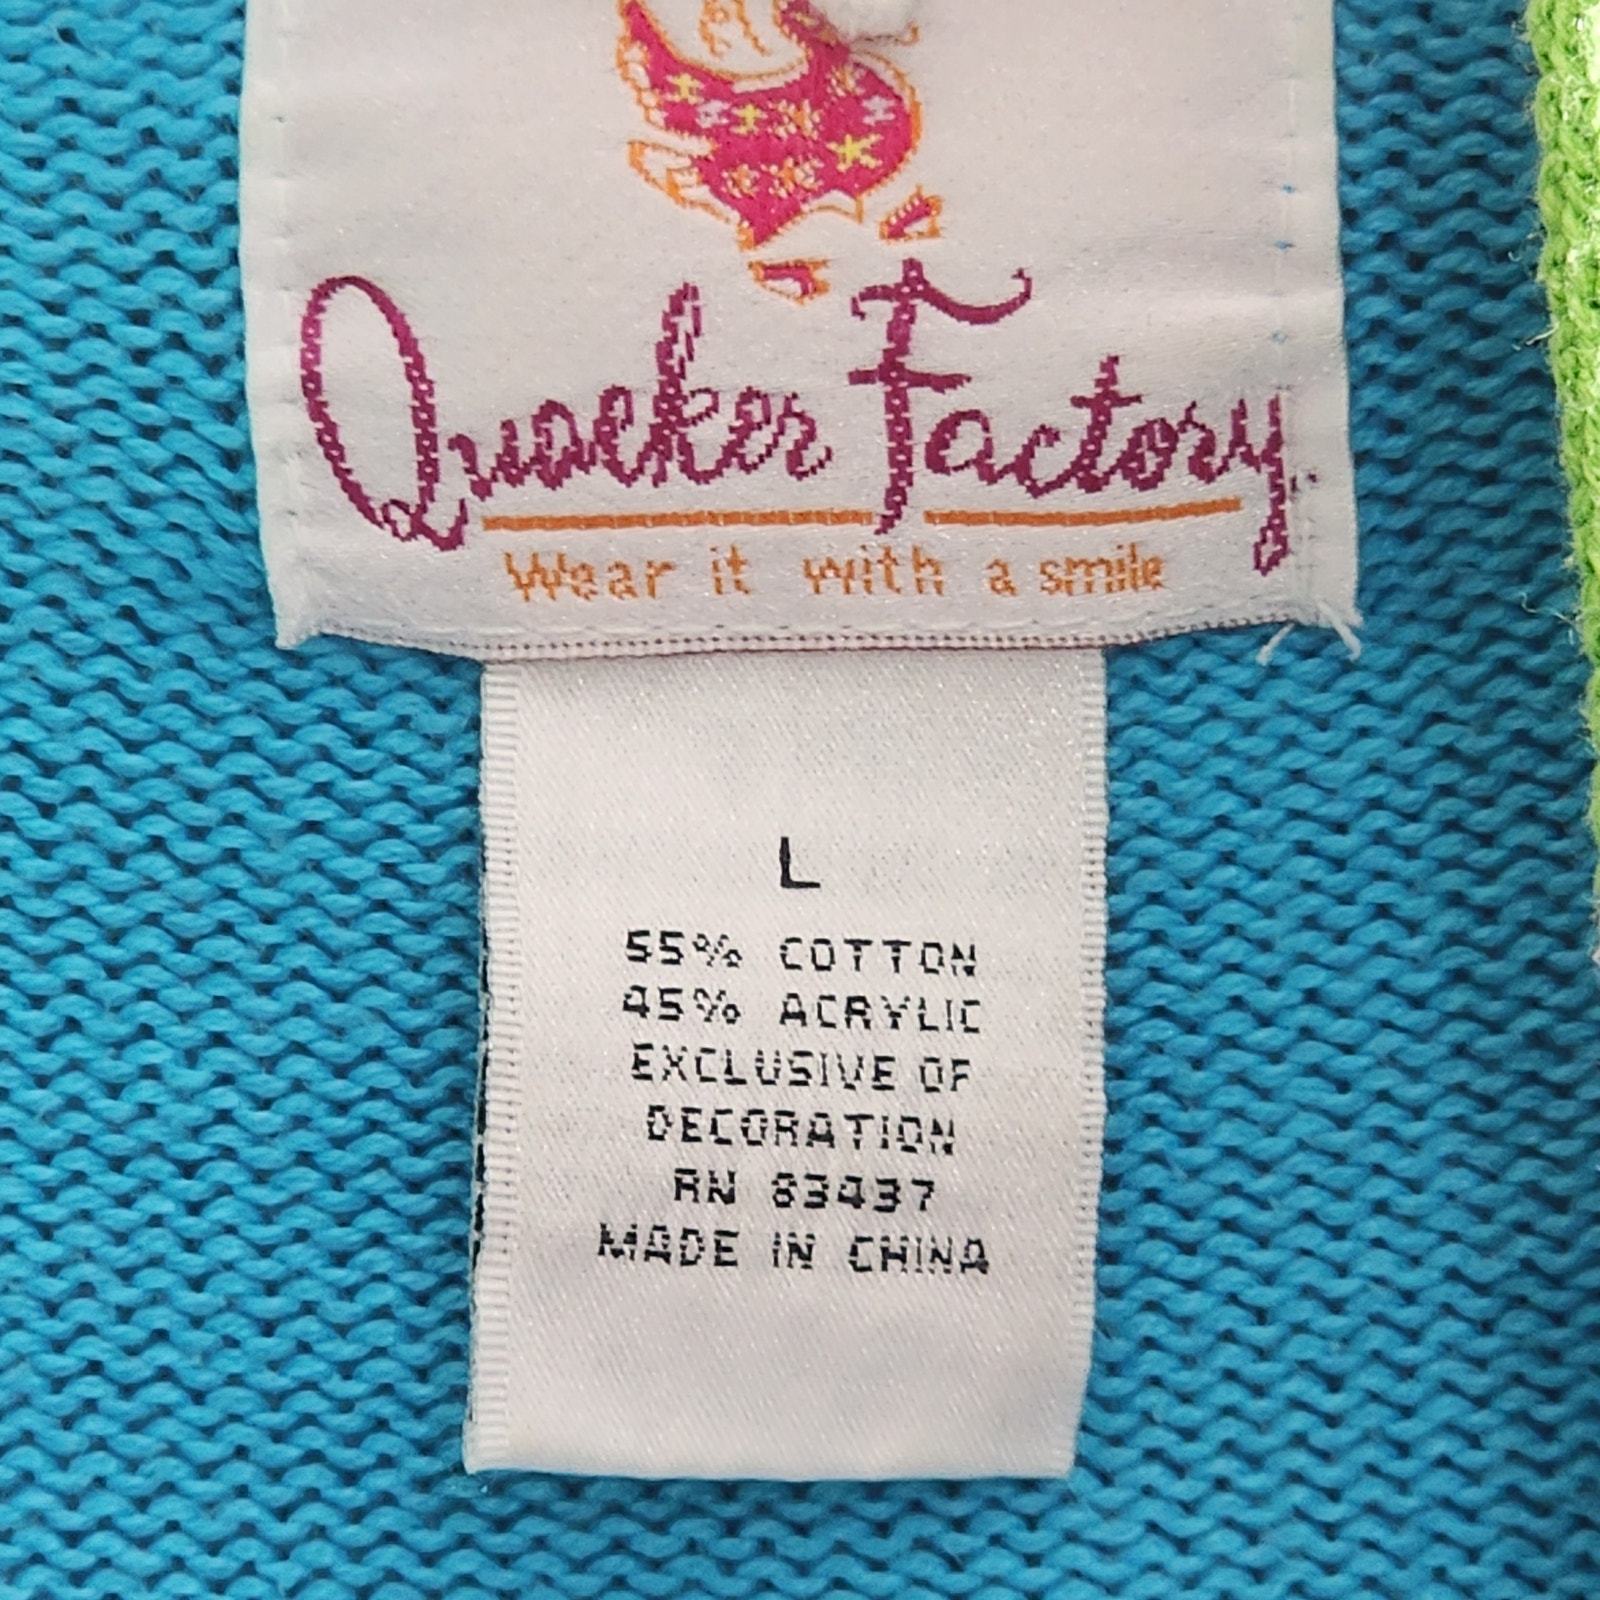 Quacker Factory
Wear it with a smile
L
55% COTTON
45% ACRYLIC
EXCLUSIVE OF
DECORATION
RN 83437
MADE IN CHINA